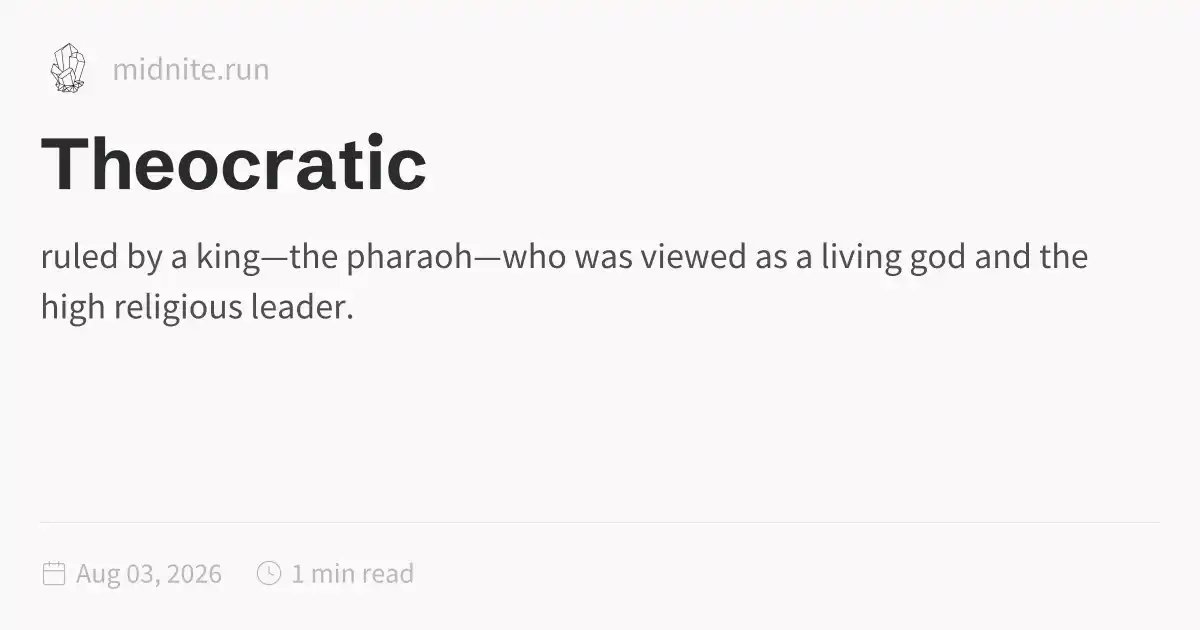 midnite.run
Theocratic
ruled by a king—the pharaoh—who was viewed as a living god and the
high religious leader.
Aug 03, 2026 1 min read